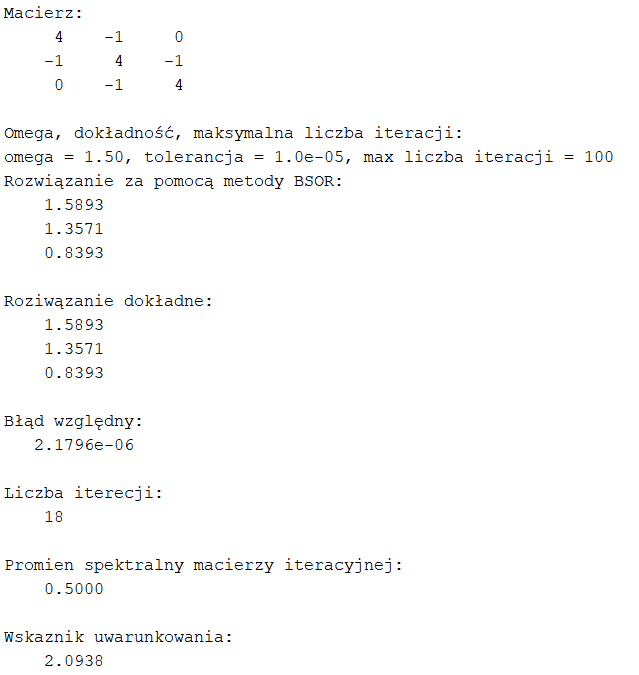 Macierz:
4 -1 0
-1 4 -1
0 -1 4
Omega, dokładność, maksymalna liczba iteracji:
omega = 1.50, tolerancja = 1.0e-05, max liczba iteracji = 100
Rozwiązanie za pomocą metody BSOR:
1.5893
1.3571
0.8393
Roziwązanie dokładne:
1.5893
1.3571
0.8393
Błąd względny:
2.1796e-06
Liczba iterecji:
18
Promien spektralny macierzy iteracyjnej:
0.5000
Wskaznik uwarunkowania:
2.0938